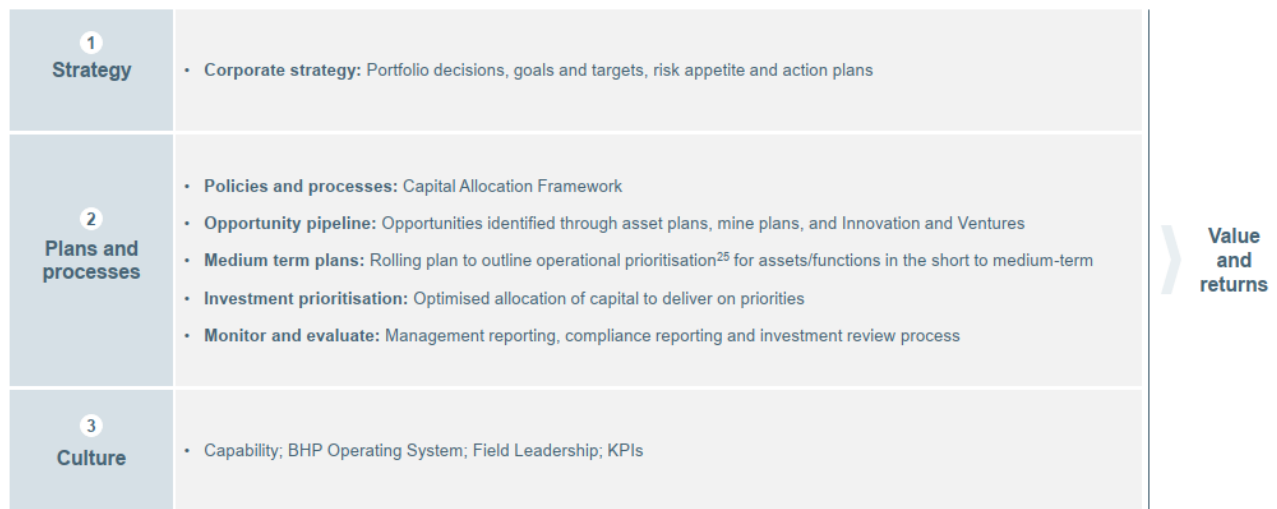 1
Strategy
• Corporate strategy: Portfolio decisions, goals and targets, risk appetite and action plans
2
Plans and
processes
• Policies and processes: Capital Allocation Framework
• Opportunity pipeline: Opportunities identified through asset plans, mine plans, and Innovation and Ventures
• Medium term plans: Rolling plan to outline operational prioritisation²⁵ for assets/functions in the short to medium-term
• Investment prioritisation: Optimised allocation of capital to deliver on priorities
• Monitor and evaluate: Management reporting, compliance reporting and investment review process
3
Culture
• Capability; BHP Operating System; Field Leadership; KPIs
Value
and
returns